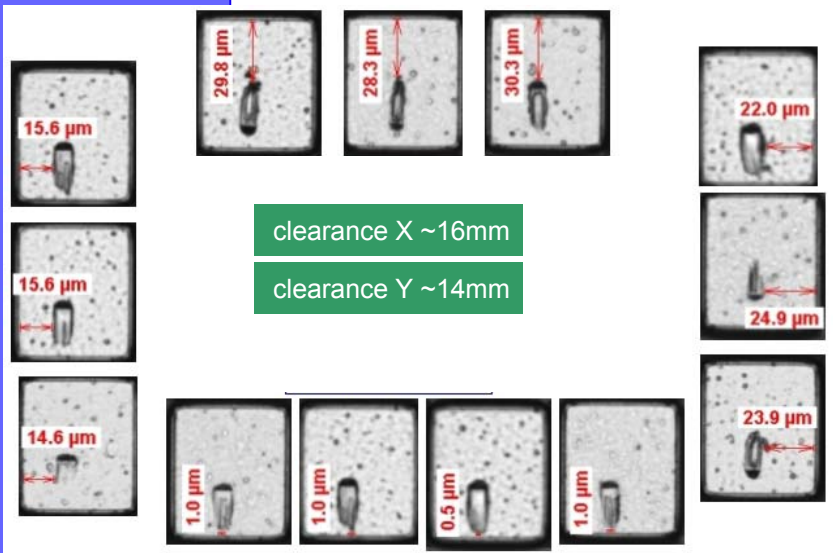 29.8 µm
28.3 µm
30.3 µm
15.6 µm
22.0 µm
clearance X ~16mm
clearance Y ~14mm
15.6 µm
24.9 µm
14.6 µm
23.9 µm
1.0 µm
1.0 µm
0.5 µm
1.0 µm